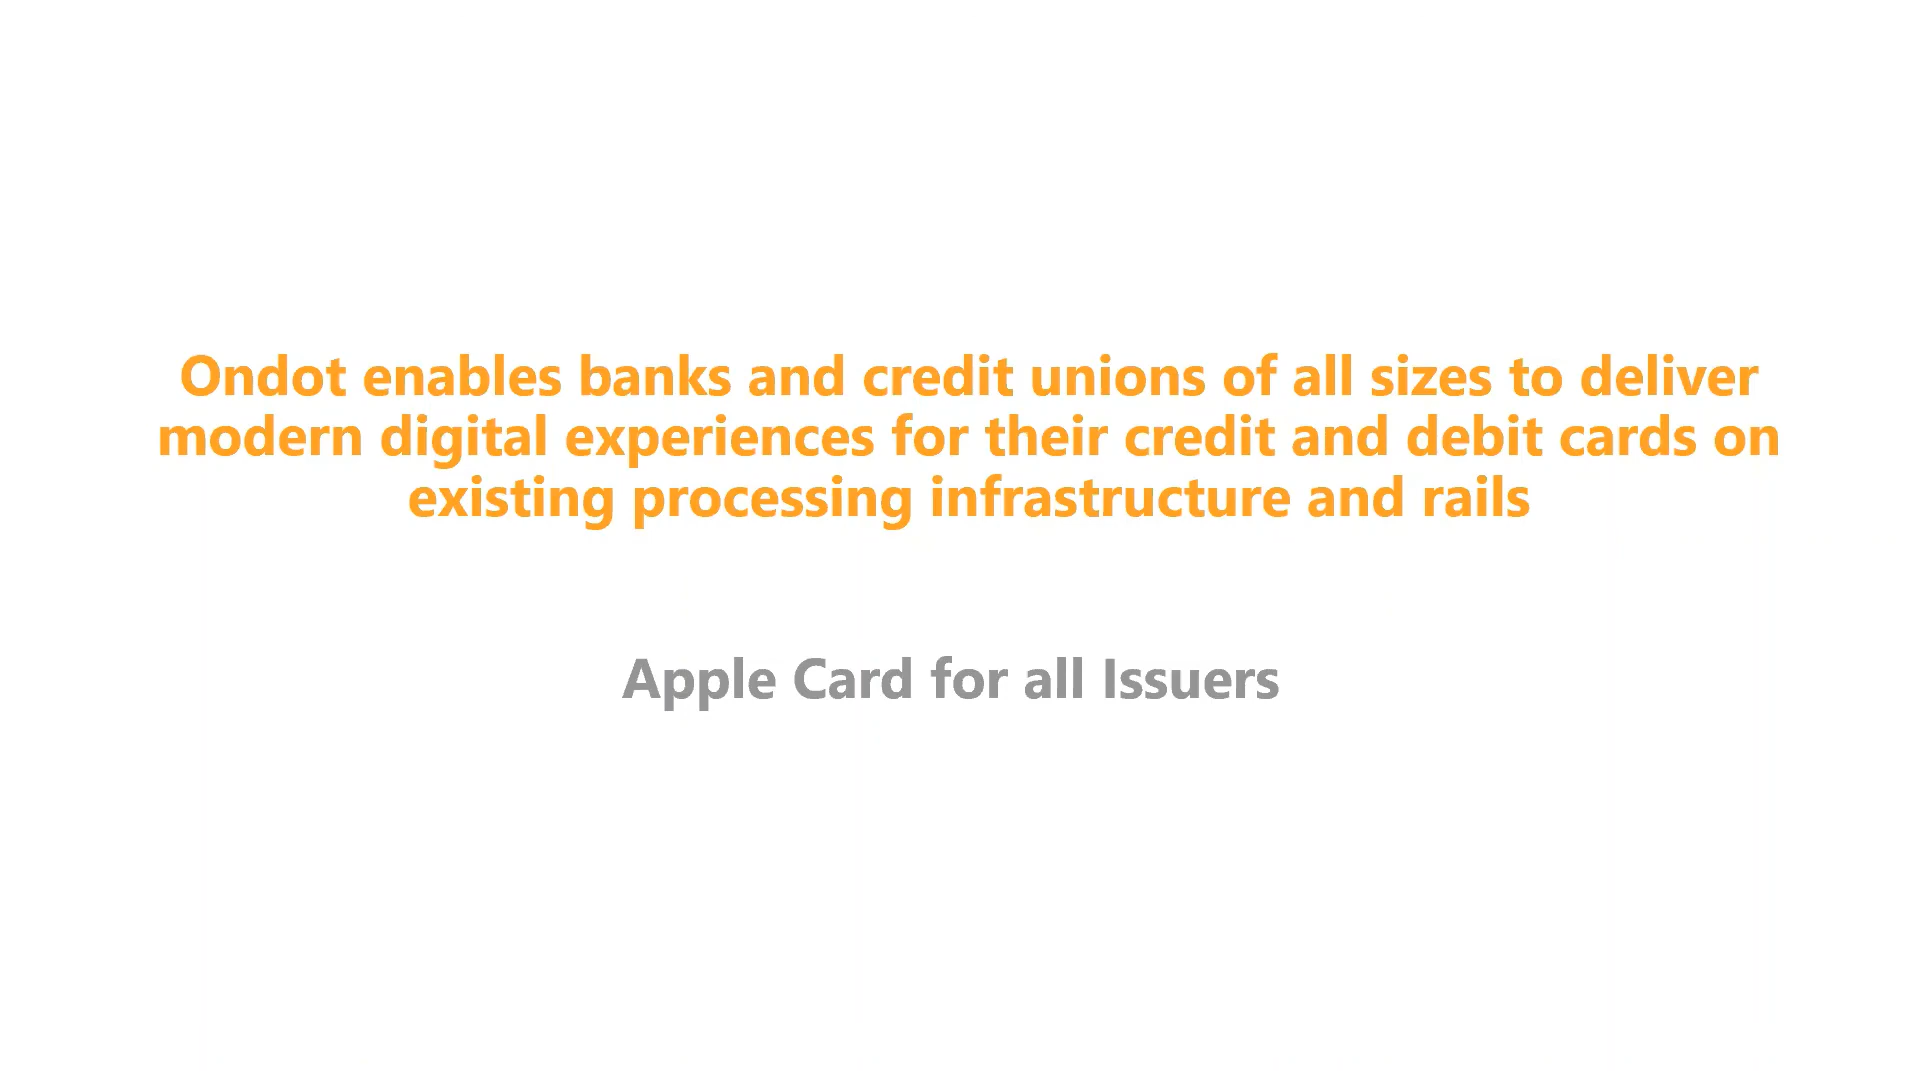 Ondot enables banks and credit unions of all sizes to deliver
modern digital experiences for their credit and debit cards on
existing processing infrastructure and rails
Apple Card for all Issuers